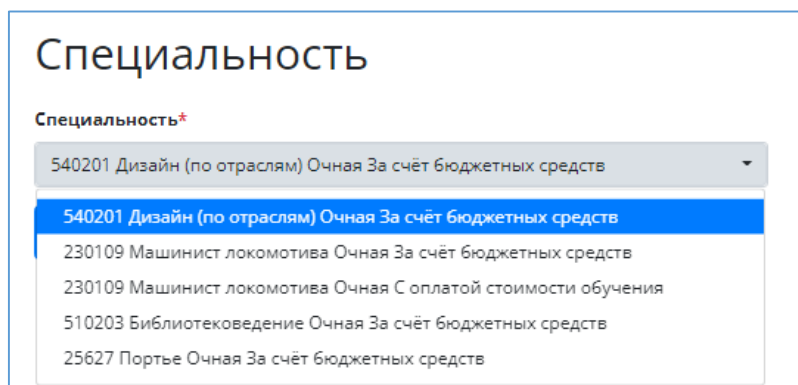 Специальность
Специальность*
540201 Дизайн (по отраслям) Очная За счёт бюджетных средств
540201 Дизайн (по отраслям) Очная За счёт бюджетных средств
230109 Машинист локомотива Очная За счёт бюджетных средств
230109 Машинист локомотива Очная С оплатой стоимости обучения
510203 Библиотековедение Очная За счёт бюджетных средств
25627 Портье Очная За счёт бюджетных средств